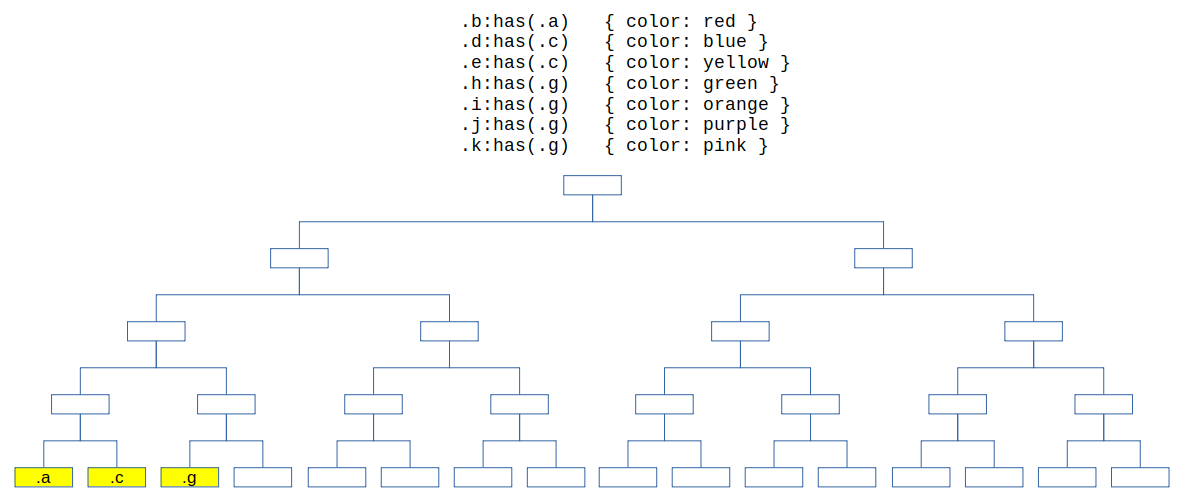 .b:has(.a) { color: red }
.d:has(.c) { color: blue }
.e:has(.c) { color: yellow }
.h:has(.g) { color: green }
.i:has(.g) { color: orange }
.j:has(.g) { color: purple }
.k:has(.g) { color: pink }
.a .c .g